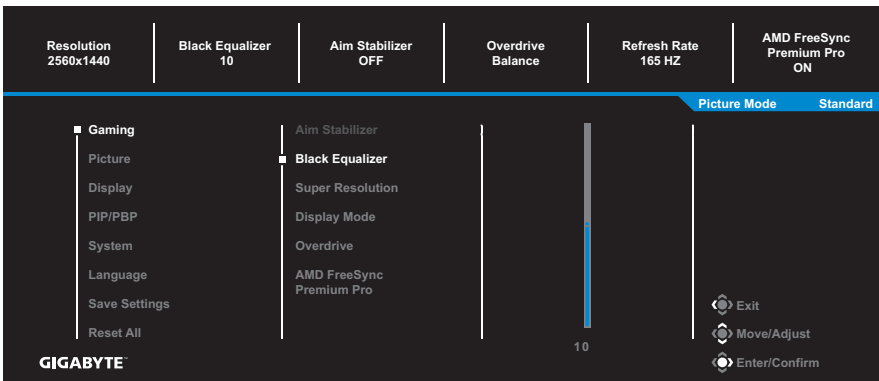 Resolution
2560x1440
Black Equalizer
10
Aim Stabilizer
OFF
Overdrive
Balance
Refresh Rate
165 HZ
AMD FreeSync
Premium Pro
ON
Picture Mode Standard
Gaming
Picture
Display
PIP/PBP
System
Language
Save Settings
Reset All
Aim Stabilizer
Black Equalizer
Super Resolution
Display Mode
Overdrive
AMD FreeSync
Premium Pro
10
Exit
Move/Adjust
Enter/Confirm
GIGABYTE™